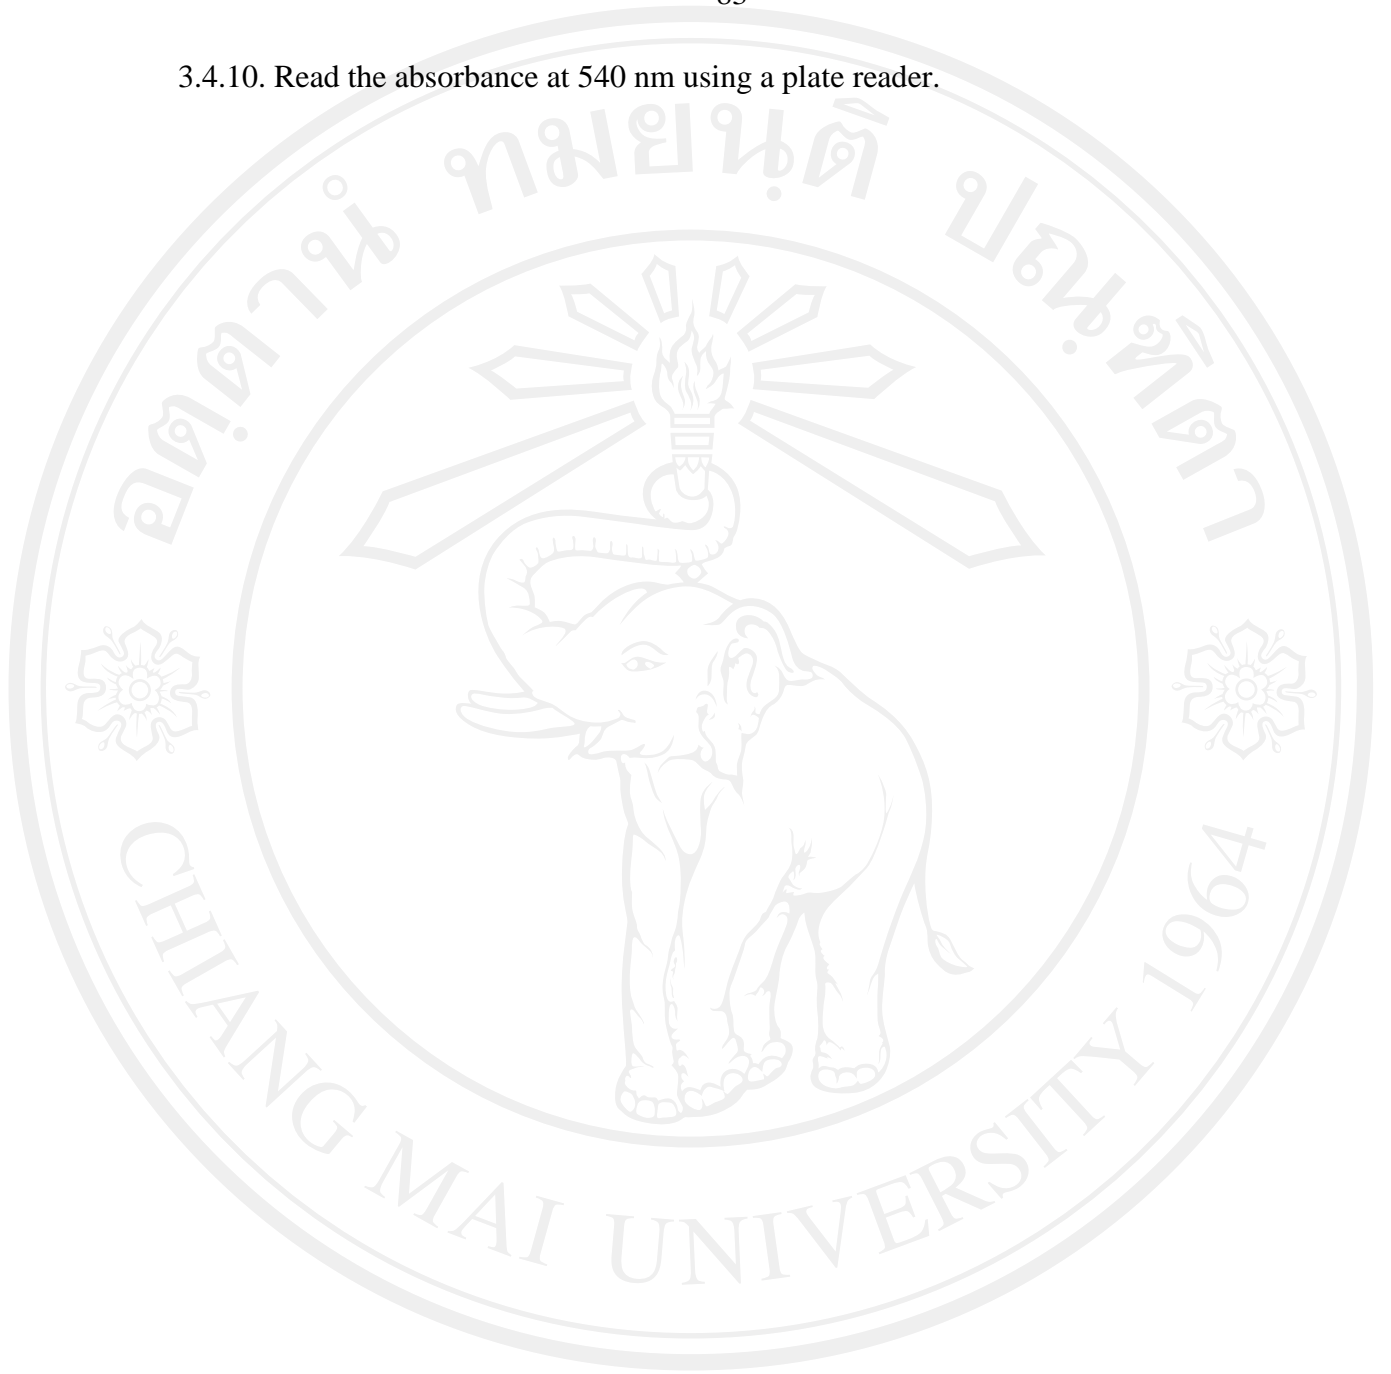 3.4.10. Read the absorbance at 540 nm using a plate reader.
อตฺตานํ ทมยนฺติ ปณฺฑิตา
CHIANG MAI UNIVERSITY 1964